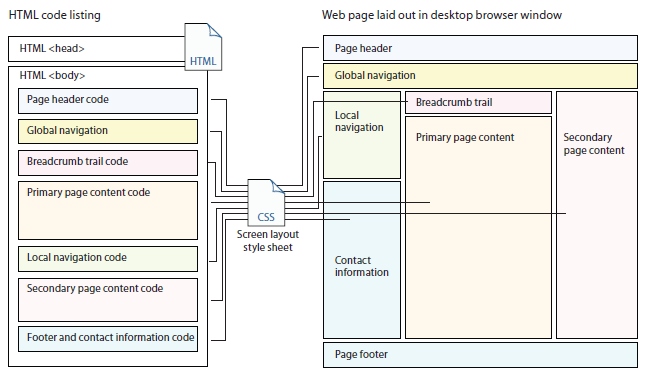 HTML code listing
HTML <head>
HTML
HTML <body>
Page header code
Global navigation
Breadcrumb trail code
Primary page content code
Local navigation code
Secondary page content code
Footer and contact information code
CSS
Screen layout
style sheet
Web page laid out in desktop browser window
Page header
Global navigation
Local
navigation
Breadcrumb trail
Primary page content
Secondary
page content
Contact
information
Page footer